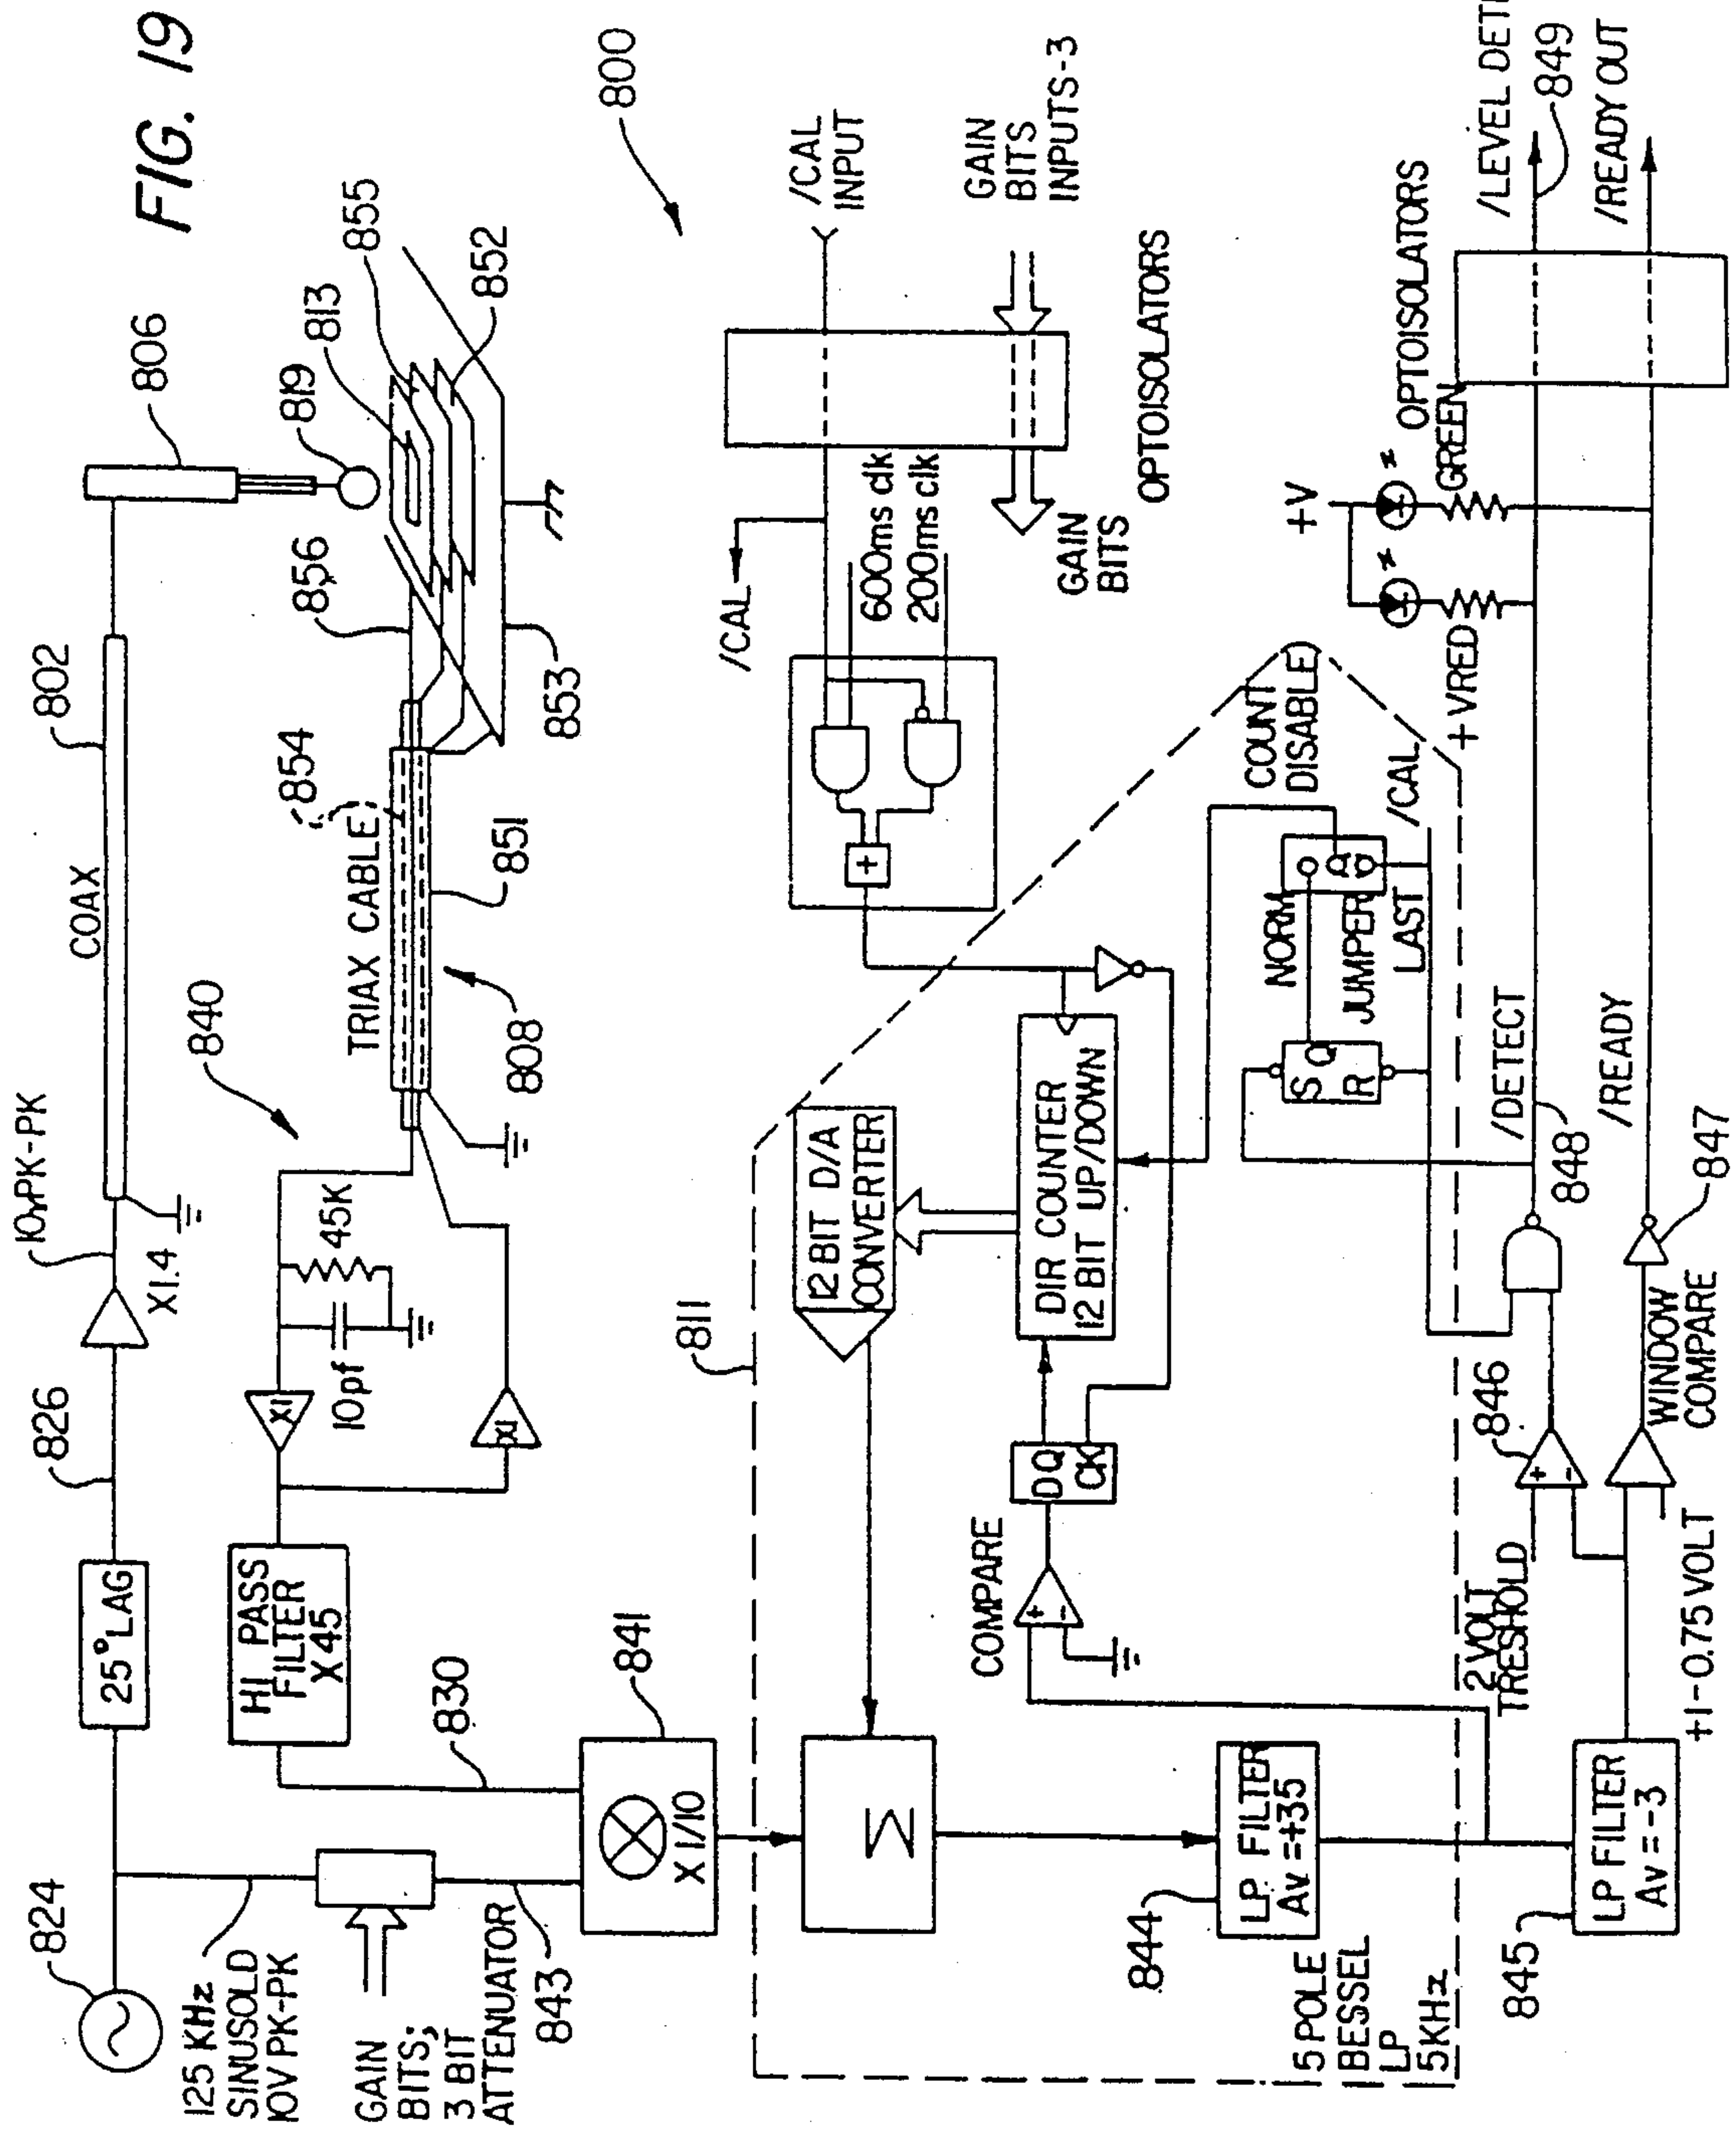 FIG. 19
824
125 KHz
SINUSOLD
10V PK-PK
25° LAG
826
X1.4
10vPK-PK
COAX
802
806
819
813
855
852
856
853
854
TRIAX CABLE
851
808
840
45K
10pf
X1
X1
HI PASS
FILTER
X45
830
GAIN
BITS;
3 BIT
ATTENUATOR
843
841
X 1/10
800
/CAL
INPUT
GAIN
BITS
INPUTS-3
OPTOISOLATORS
/CAL
600ms clk
200ms clk
GAIN
BITS
+
811
12 BIT D/A
CONVERTER
DIR COUNTER
12 BIT UP/DOWN
D Q
CK
COMPARE
+
-
Σ
844
LP FILTER
Av = +35
5 POLE
BESSEL
LP
5KHz
COUNT
DISABLE
NORM
JUMPER
LAST
/CAL
S
Q
R
A
845
LP FILTER
Av = -3
2 VOLT
TRESHOLD
+
-
846
+1-0.75 VOLT
WINDOW
COMPARE
847
848
/DETECT
/READY
+VRED
+V
GREEN
OPTOISOLATORS
849
/READY OUT
/LEVEL